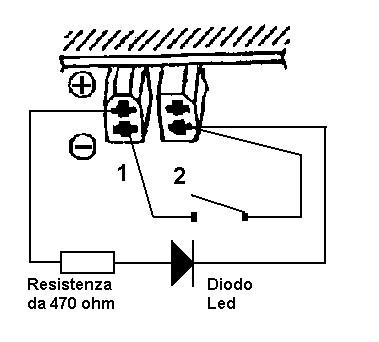 +
−
1
2
Resistenza
da 470 ohm
Diodo
Led